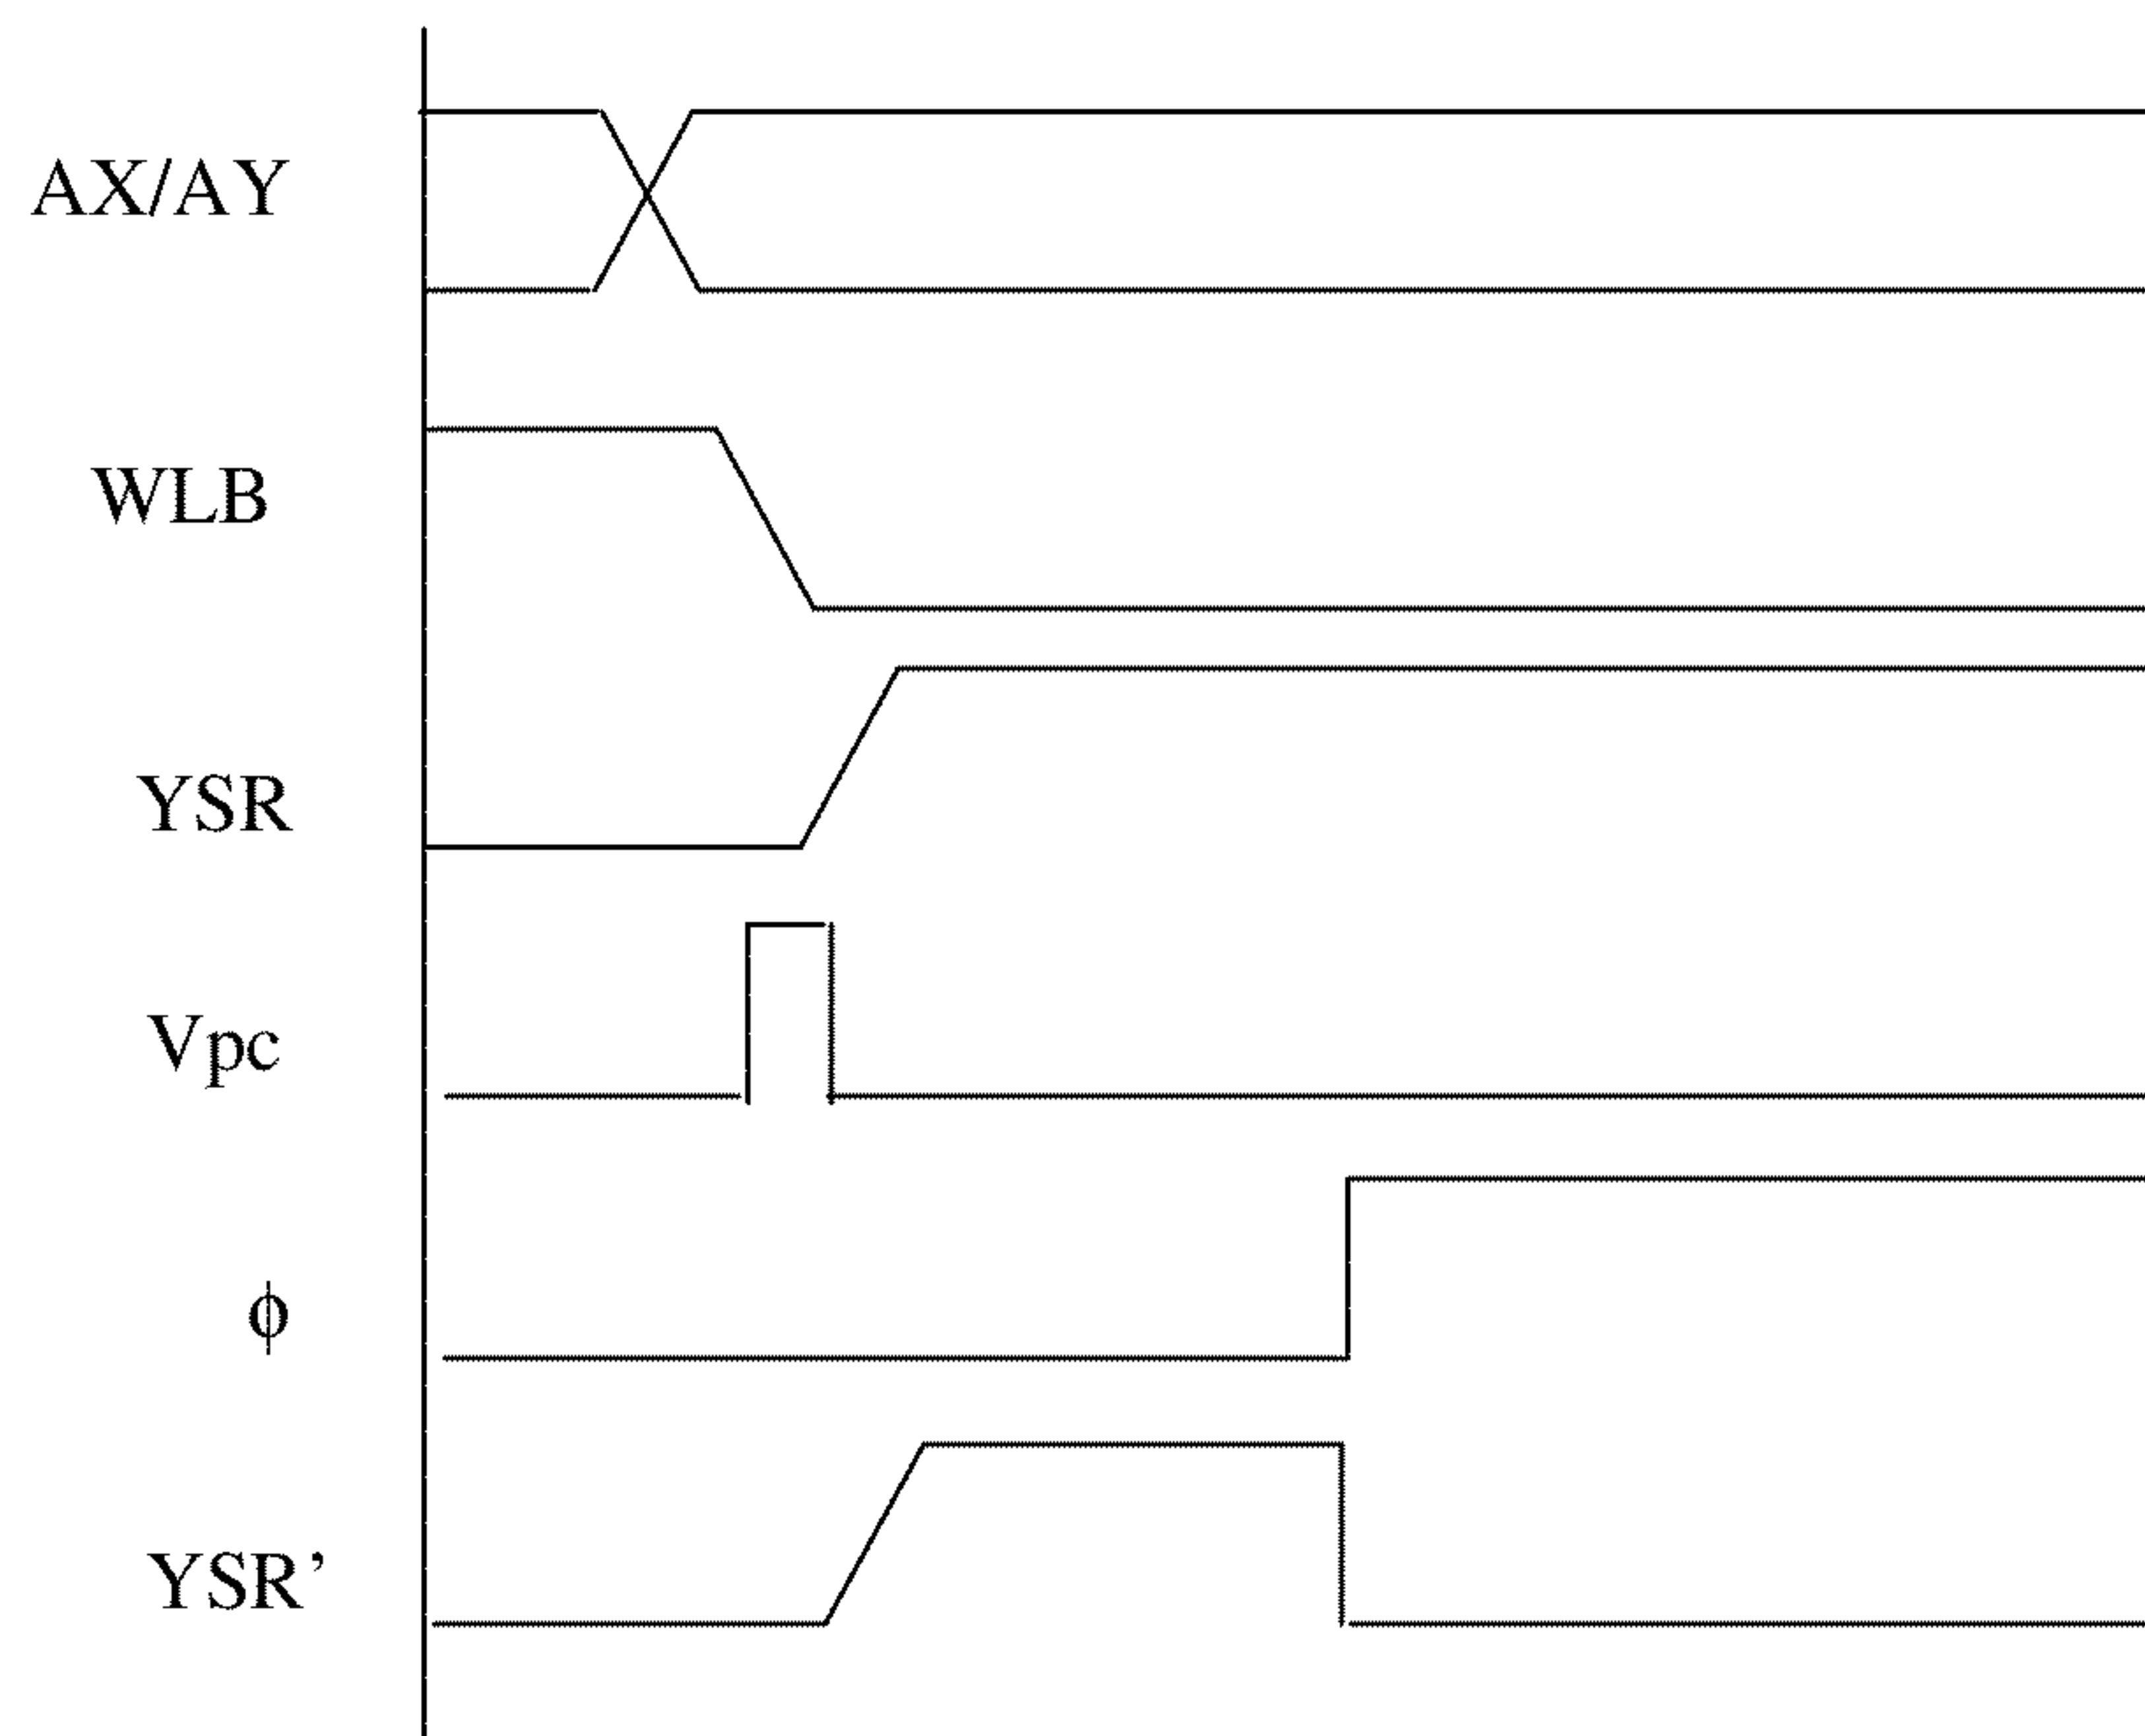 AX/AY
WLB
YSR
Vpc
ϕ
YSR’